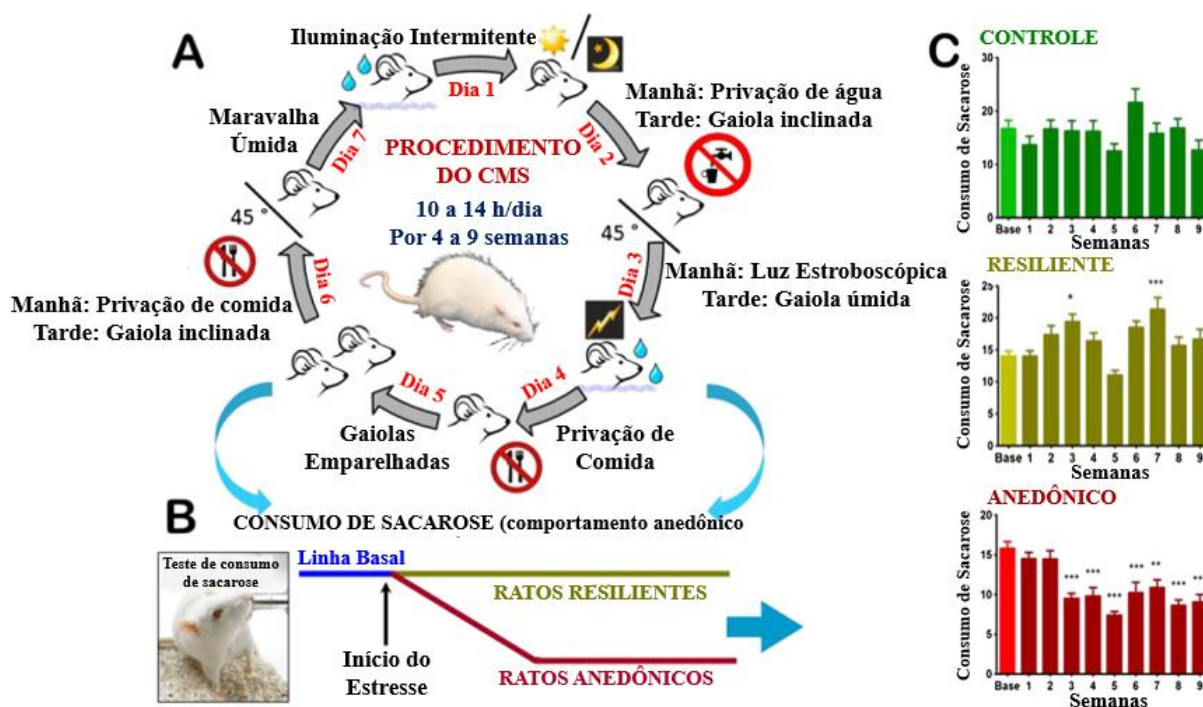 A
Iluminação Intermitente
Dia 1
Manhã: Privação de água
Tarde: Gaiola inclinada
Dia 2
Maravalha
Úmida
Dia 7
PROCEDIMENTO
DO CMS
10 a 14 h/dia
Por 4 a 9 semanas
45 °
45 °
Dia 3
Manhã: Luz Estroboscópica
Tarde: Gaiola úmida
Dia 6
Manhã: Privação de comida
Tarde: Gaiola inclinada
Dia 5
Dia 4
Gaiolas
Emparelhadas
Privação de
Comida
B
CONSUMO DE SACAROSE (comportamento anedônico
Teste de consumo
de sacarose
Linha Basal
RATOS RESILIENTES
Início do
Estresse
RATOS ANEDÔNICOS
C
CONTROLE
Consumo de Sacarose
30
20
10
0
Base 1 2 3 4 5 6 7 8 9
Semanas
RESILIENTE
Consumo de Sacarose
25
20
15
10
5
0
* ***
Base 1 2 3 4 5 6 7 8 9
Semanas
ANEDÔNICO
Consumo de Sacarose
20
15
10
5
0
*** *** *** *** ** *** **
Base 1 2 3 4 5 6 7 8 9
Semanas